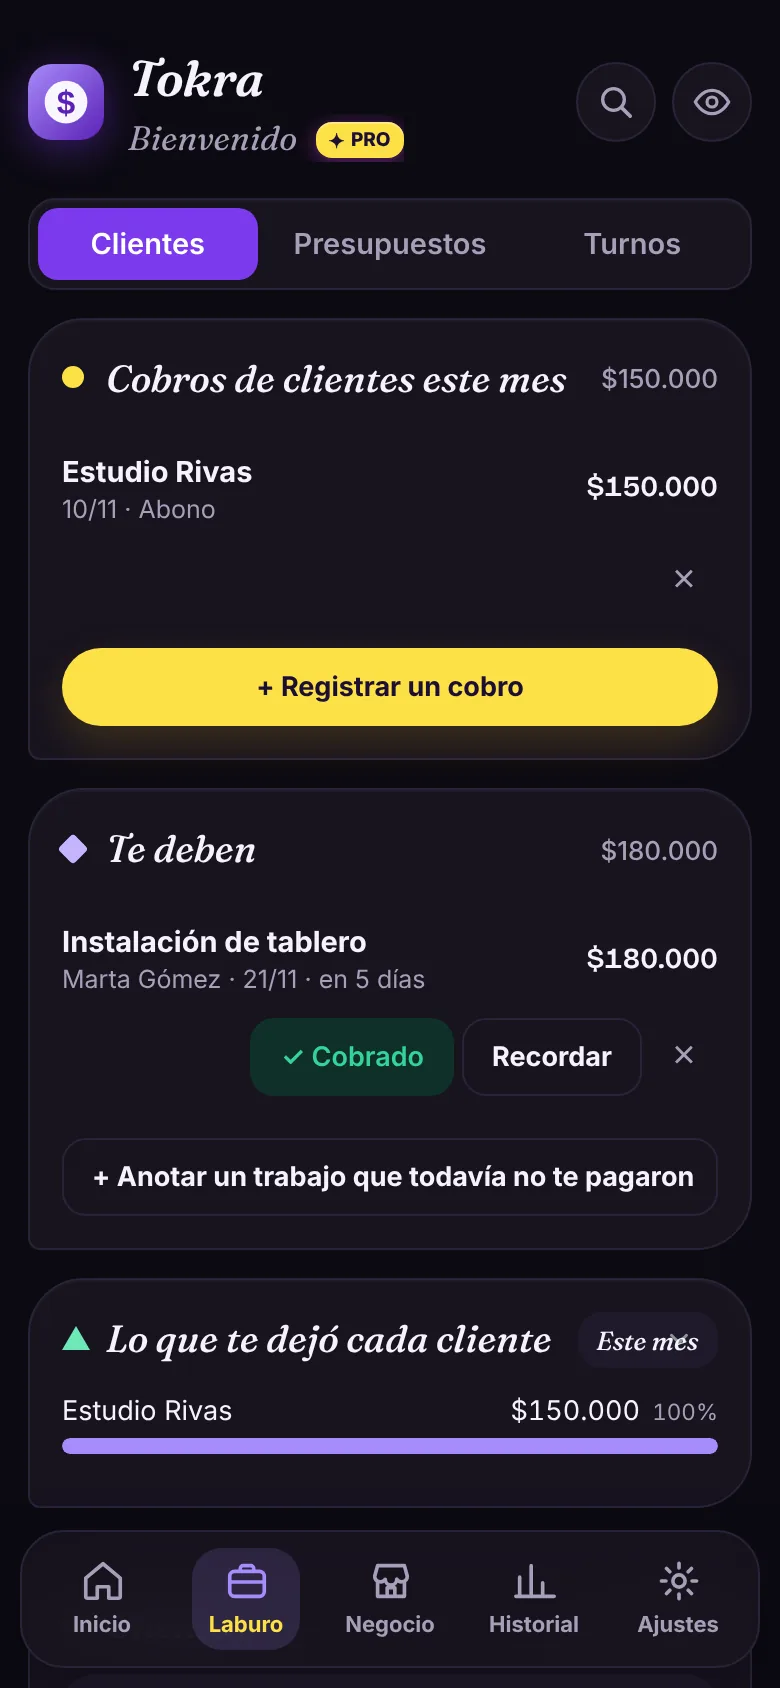 Tokra
Bienvenido
✦ PRO
Clientes Presupuestos Turnos
Cobros de clientes este mes $150.000
Estudio Rivas
$150.000
10/11 · Abono
×
+ Registrar un cobro
Te deben $180.000
Instalación de tablero
$180.000
Marta Gómez · 21/11 · en 5 días
✓ Cobrado Recordar ×
+ Anotar un trabajo que todavía no te pagaron
Lo que te dejó cada cliente Este mes
Estudio Rivas $150.000 100%
Inicio Laburo Negocio Historial Ajustes